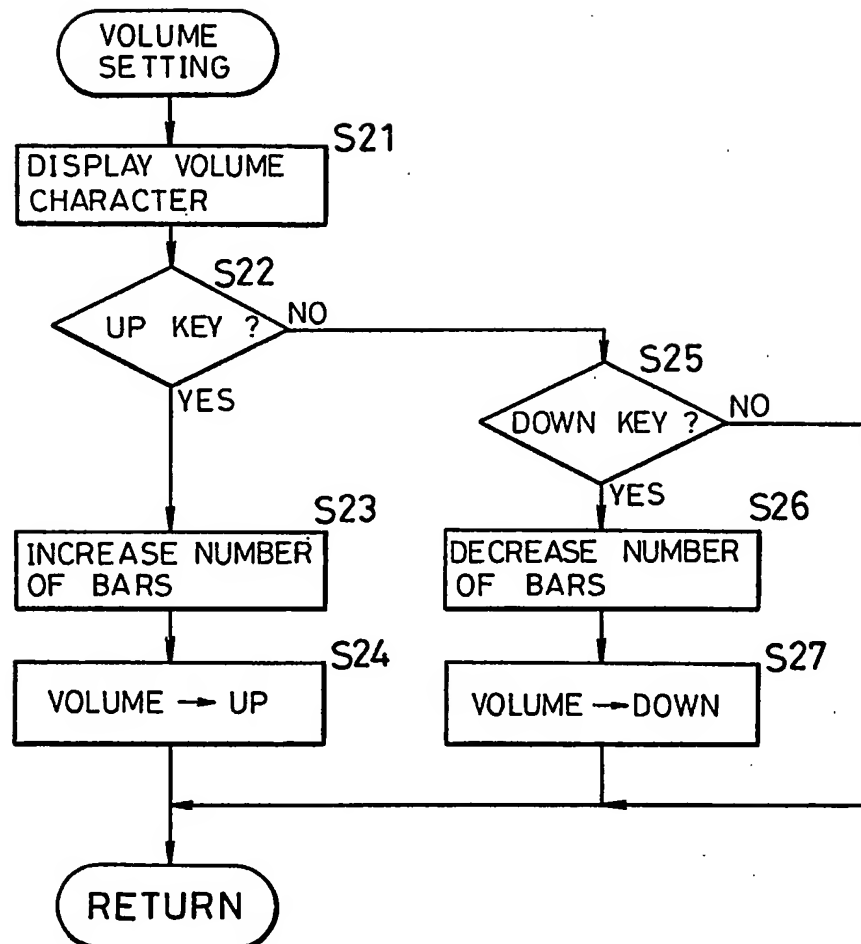 VOLUME
SETTING
S21
DISPLAY VOLUME
CHARACTER
S22
UP KEY ?
NO
YES
S25
DOWN KEY ?
NO
YES
S23
INCREASE NUMBER
OF BARS
S26
DECREASE NUMBER
OF BARS
S24
VOLUME → UP
S27
VOLUME → DOWN
RETURN